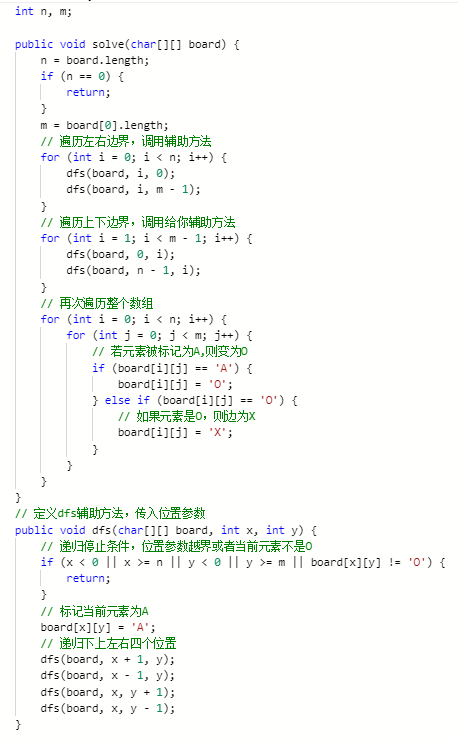 int n, m;
public void solve(char[][] board) {
n = board.length;
if (n == 0) {
return;
}
m = board[0].length;
// 遍历左右边界，调用辅助方法
for (int i = 0; i < n; i++) {
dfs(board, i, 0);
dfs(board, i, m - 1);
}
// 遍历上下边界，调用给你辅助方法
for (int i = 1; i < m - 1; i++) {
dfs(board, 0, i);
dfs(board, n - 1, i);
}
// 再次遍历整个数组
for (int i = 0; i < n; i++) {
for (int j = 0; j < m; j++) {
// 若元素被标记为A,则变为O
if (board[i][j] == 'A') {
board[i][j] = 'O';
} else if (board[i][j] == 'O') {
// 如果元素是O，则边为X
board[i][j] = 'X';
}
}
}
}
// 定义dfs辅助方法，传入位置参数
public void dfs(char[][] board, int x, int y) {
// 递归停止条件，位置参数越界或者当前元素不是O
if (x < 0 || x >= n || y < 0 || y >= m || board[x][y] != 'O') {
return;
}
// 标记当前元素为A
board[x][y] = 'A';
// 递归下上左右四个位置
dfs(board, x + 1, y);
dfs(board, x - 1, y);
dfs(board, x, y + 1);
dfs(board, x, y - 1);
}